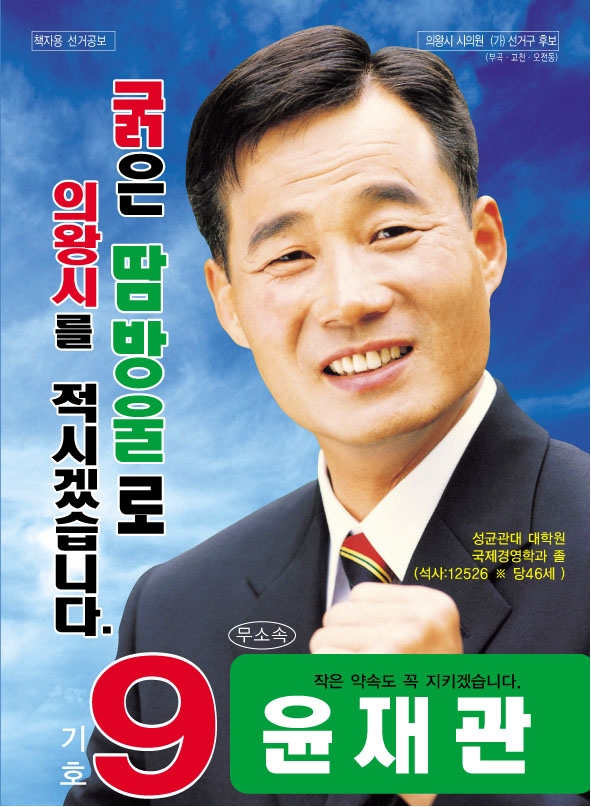 책자용 선거공보
의왕시 시의원 (가) 선거구 후보
(부곡·고천·오전동)
굵은 땀방울로
의왕시를 적시겠습니다.
성균관대 대학원
국제경영학과 졸
(석사:12526 ※ 당46세 )
무소속
기호
9
작은 약속도 꼭 지키겠습니다.
윤재관